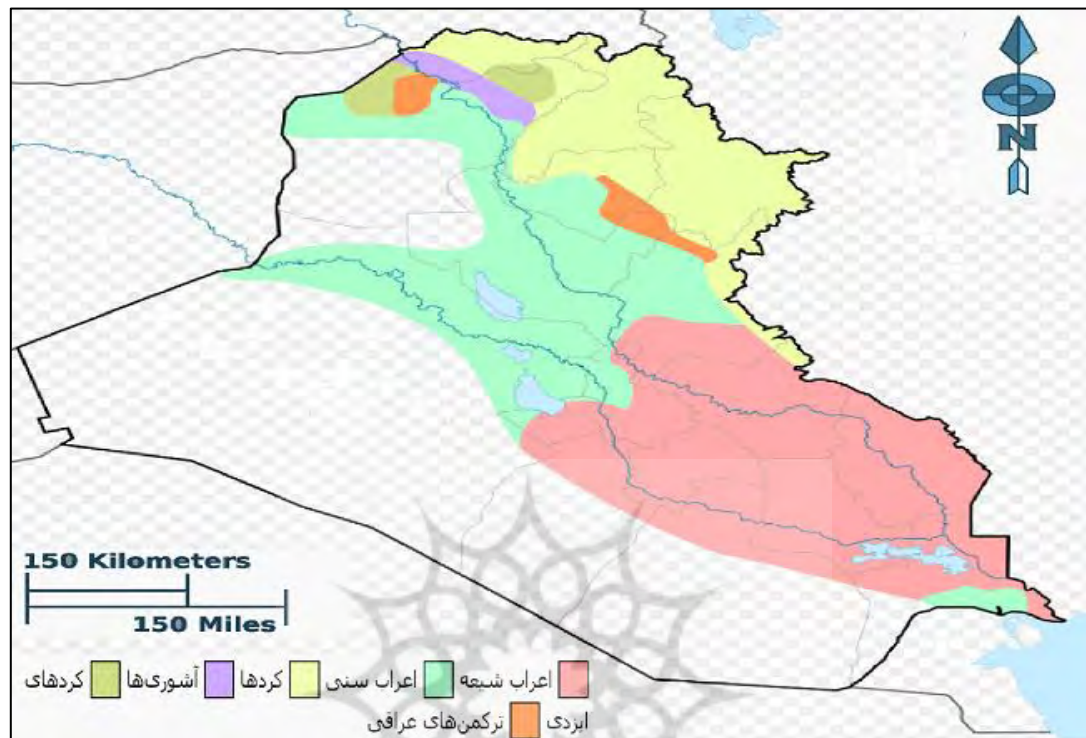 N
150 Kilometers
150 Miles
اعراب شیعه اعراب سنی کردها آشوری‌ها کردهای
ایزدی ترکمن‌های عراقی